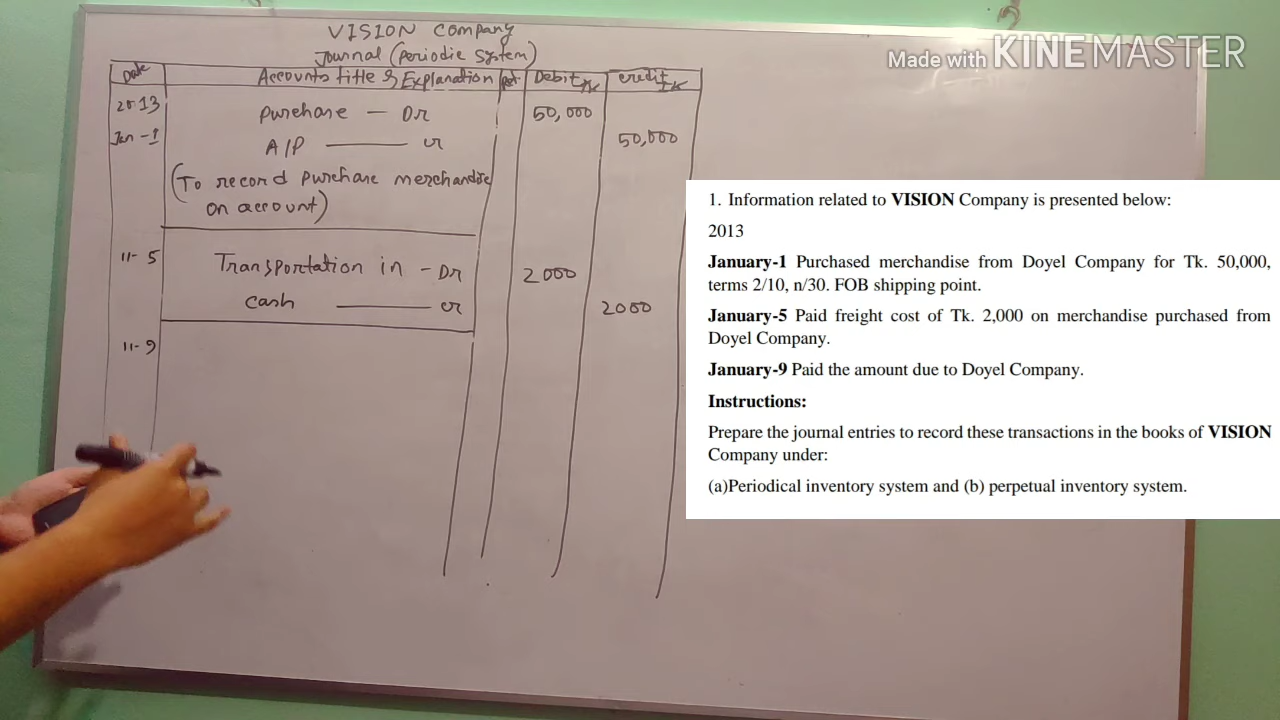 Made with KINEMASTER
VISION Company
Journal (Periodic System)
Date Accounts title & Explanation Ref Debit Tk credit Tk
2013 purchase — Dr 50,000
Jan - 1 A/P ——— cr 50,000
(To record purchase merchandise
on account)
11- 5 Transportation in - Dr 2000
cash ——— cr 2000
11- 9
1. Information related to VISION Company is presented below:
2013
January-1 Purchased merchandise from Doyel Company for Tk. 50,000,
terms 2/10, n/30. FOB shipping point.
January-5 Paid freight cost of Tk. 2,000 on merchandise purchased from
Doyel Company.
January-9 Paid the amount due to Doyel Company.
Instructions:
Prepare the journal entries to record these transactions in the books of VISION
Company under:
(a)Periodical inventory system and (b) perpetual inventory system.